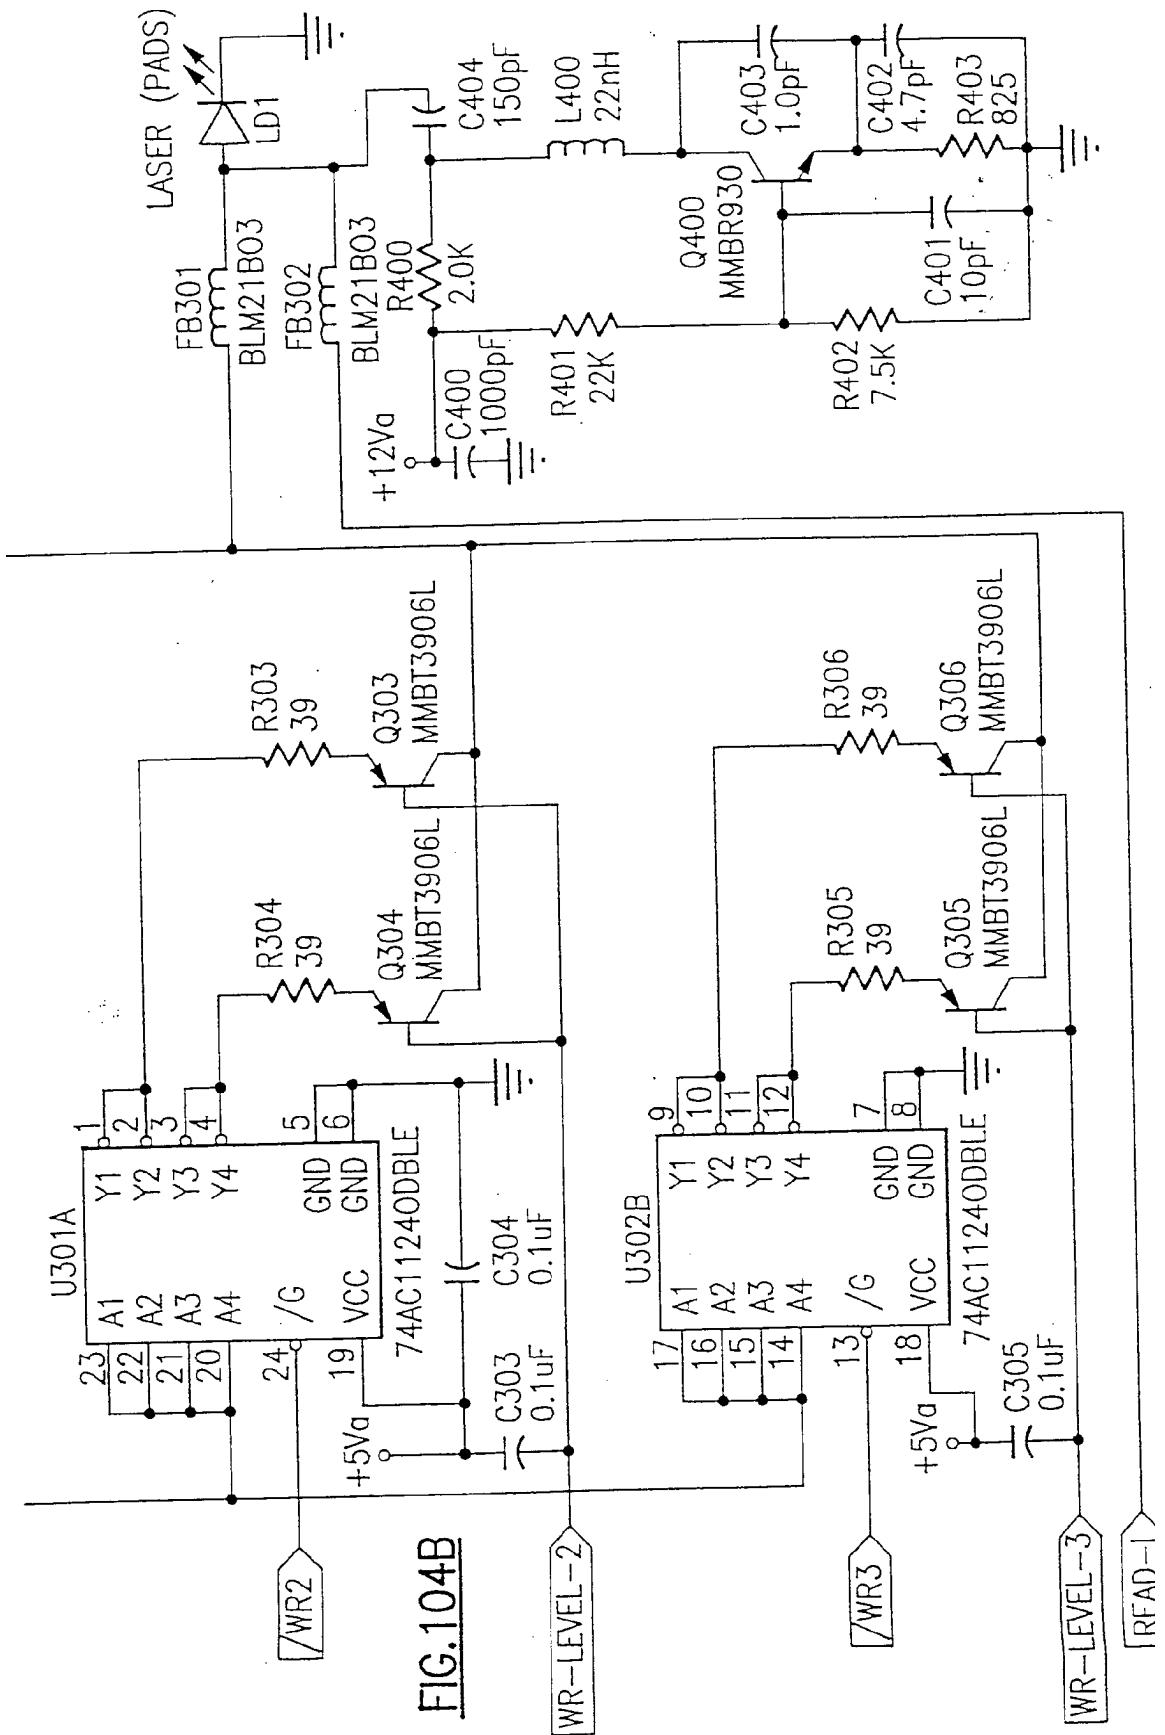 LASER (PADS)
LD1
FB301
BLM21B03
FB302
BLM21B03
R400
2.0K
C404
150pF
L400
22nH
C403
1.0pF
C402
4.7pF
R403
825
Q400
MMBR930
C401
10pF
R402
7.5K
R401
22K
C400
1000pF
+12Va
R303
39
Q303
MMBT3906L
R304
39
Q304
MMBT3906L
R306
39
Q306
MMBT3906L
R305
39
Q305
MMBT3906L
U301A
23 A1 Y1 1
22 A2 Y2 2
21 A3 Y3 3
20 A4 Y4 4
24 /G GND 5
19 VCC GND 6
74AC11240DBLE
C304
0.1uF
C303
0.1uF
+5Va
/WR2
WR-LEVEL-2
U302B
17 A1 Y1 9
16 A2 Y2 10
15 A3 Y3 11
14 A4 Y4 12
13 /G GND 7
18 VCC GND 8
74AC11240DBLE
+5Va
C305
0.1uF
/WR3
WR-LEVEL-3
FIG.104B